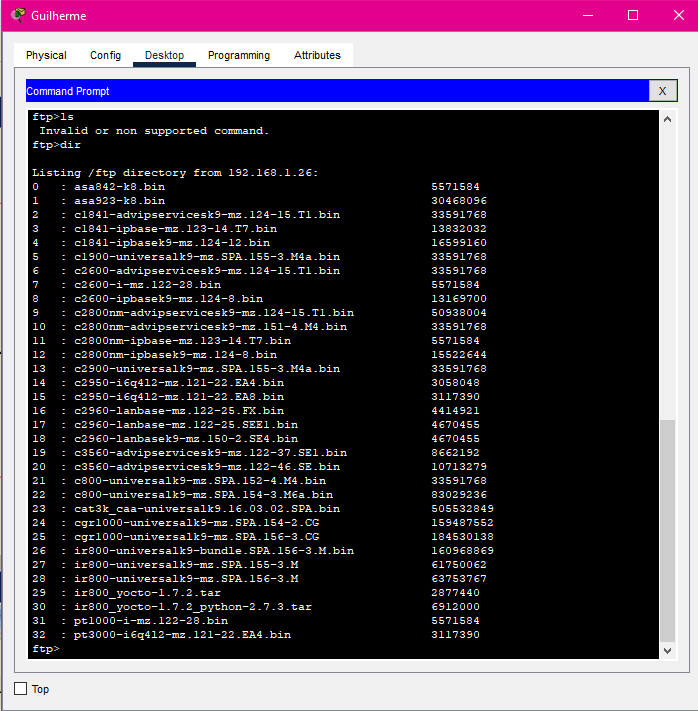 Guilherme
Physical Config Desktop Programming Attributes
Command Prompt X
ftp>ls
Invalid or non supported command.
ftp>dir
Listing /ftp directory from 192.168.1.26:
0 : asa842-k8.bin 5571584
1 : asa923-k8.bin 30468096
2 : c1841-advipservicesk9-mz.124-15.T1.bin 33591768
3 : c1841-ipbase-mz.123-14.T7.bin 13832032
4 : c1841-ipbasek9-mz.124-12.bin 16599160
5 : c1900-universalk9-mz.SPA.155-3.M4a.bin 33591768
6 : c2600-advipservicesk9-mz.124-15.T1.bin 33591768
7 : c2600-i-mz.122-28.bin 5571584
8 : c2600-ipbasek9-mz.124-8.bin 13169700
9 : c2800nm-advipservicesk9-mz.124-15.T1.bin 50938004
10 : c2800nm-advipservicesk9-mz.151-4.M4.bin 33591768
11 : c2800nm-ipbase-mz.123-14.T7.bin 5571584
12 : c2800nm-ipbasek9-mz.124-8.bin 15522644
13 : c2900-universalk9-mz.SPA.155-3.M4a.bin 33591768
14 : c2950-i6q4l2-mz.121-22.EA4.bin 3058048
15 : c2950-i6q4l2-mz.121-22.EA8.bin 3117390
16 : c2960-lanbase-mz.122-25.FX.bin 4414921
17 : c2960-lanbase-mz.122-25.SEE1.bin 4670455
18 : c2960-lanbasek9-mz.150-2.SE4.bin 4670455
19 : c3560-advipservicesk9-mz.122-37.SE1.bin 8662192
20 : c3560-advipservicesk9-mz.122-46.SE.bin 10713279
21 : c800-universalk9-mz.SPA.152-4.M4.bin 33591768
22 : c800-universalk9-mz.SPA.154-3.M6a.bin 83029236
23 : cat3k_caa-universalk9.16.03.02.SPA.bin 505532849
24 : cgr1000-universalk9-mz.SPA.154-2.CG 159487552
25 : cgr1000-universalk9-mz.SPA.156-3.CG 184530138
26 : ir800-universalk9-bundle.SPA.156-3.M.bin 160968869
27 : ir800-universalk9-mz.SPA.155-3.M 61750062
28 : ir800-universalk9-mz.SPA.156-3.M 63753767
29 : ir800_yocto-1.7.2.tar 2877440
30 : ir800_yocto-1.7.2_python-2.7.3.tar 6912000
31 : pt1000-i-mz.122-28.bin 5571584
32 : pt3000-i6q4l2-mz.121-22.EA4.bin 3117390
ftp>
Top